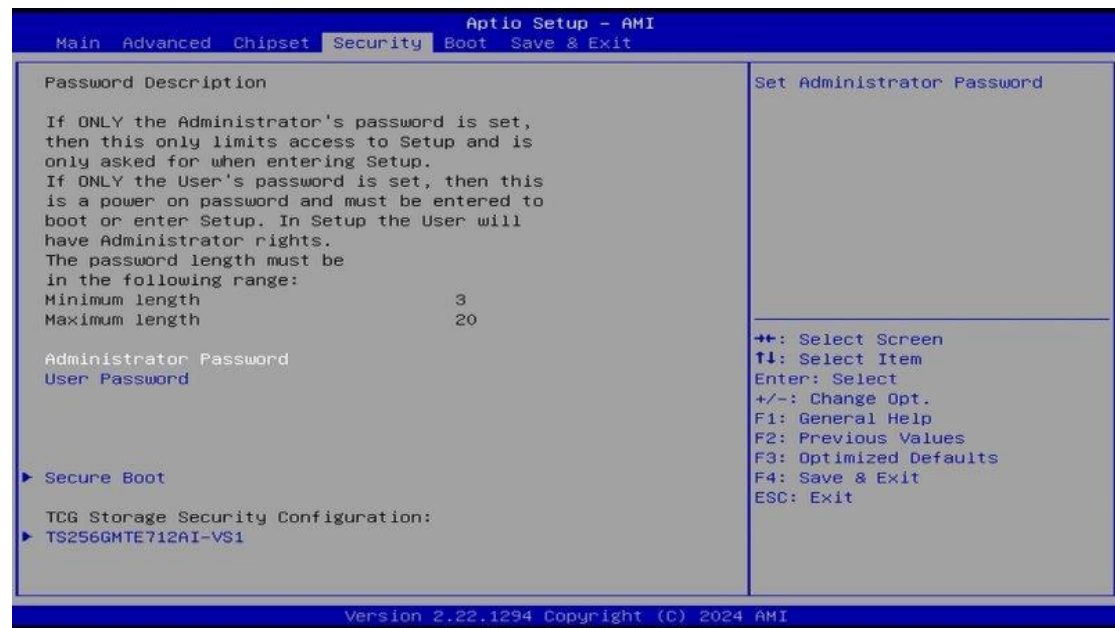 Aptio Setup – AMI
Main Advanced Chipset Security Boot Save & Exit
Password Description
If ONLY the Administrator's password is set,
then this only limits access to Setup and is
only asked for when entering Setup.
If ONLY the User's password is set, then this
is a power on password and must be entered to
boot or enter Setup. In Setup the User will
have Administrator rights.
The password length must be
in the following range:
Minimum length 3
Maximum length 20
Administrator Password
User Password
Secure Boot
TCG Storage Security Configuration:
TS256GMTE712AI-VS1
Set Administrator Password
→←: Select Screen
↑↓: Select Item
Enter: Select
+/-: Change Opt.
F1: General Help
F2: Previous Values
F3: Optimized Defaults
F4: Save & Exit
ESC: Exit
Version 2.22.1294 Copyright (C) 2024 AMI